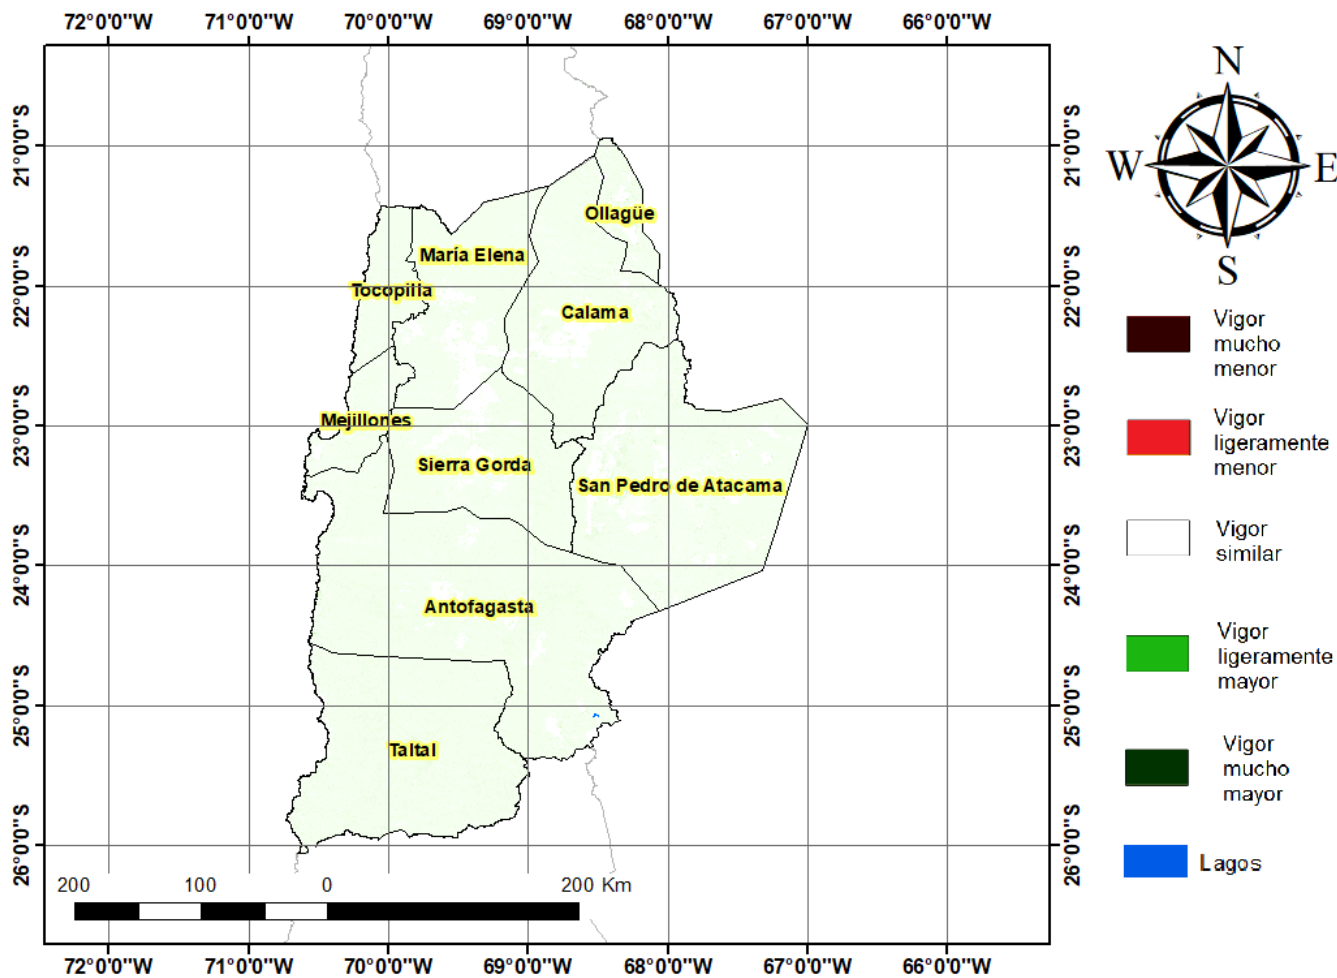 72°0'0"W 71°0'0"W 70°0'0"W 69°0'0"W 68°0'0"W 67°0'0"W 66°0'0"W
N
W E
S
21°0'0"S 21°0'0"S
22°0'0"S 22°0'0"S
23°0'0"S 23°0'0"S
24°0'0"S 24°0'0"S
25°0'0"S 25°0'0"S
26°0'0"S 26°0'0"S
Ollagüe
María Elena
Tocopilla
Calama
Mejillones
Sierra Gorda
San Pedro de Atacama
Antofagasta
Taltal
Vigor
mucho
menor
Vigor
ligeramente
menor
Vigor
similar
Vigor
ligeramente
mayor
Vigor
mucho
mayor
Lagos
200 100 0 200 Km
72°0'0"W 71°0'0"W 70°0'0"W 69°0'0"W 68°0'0"W 67°0'0"W 66°0'0"W